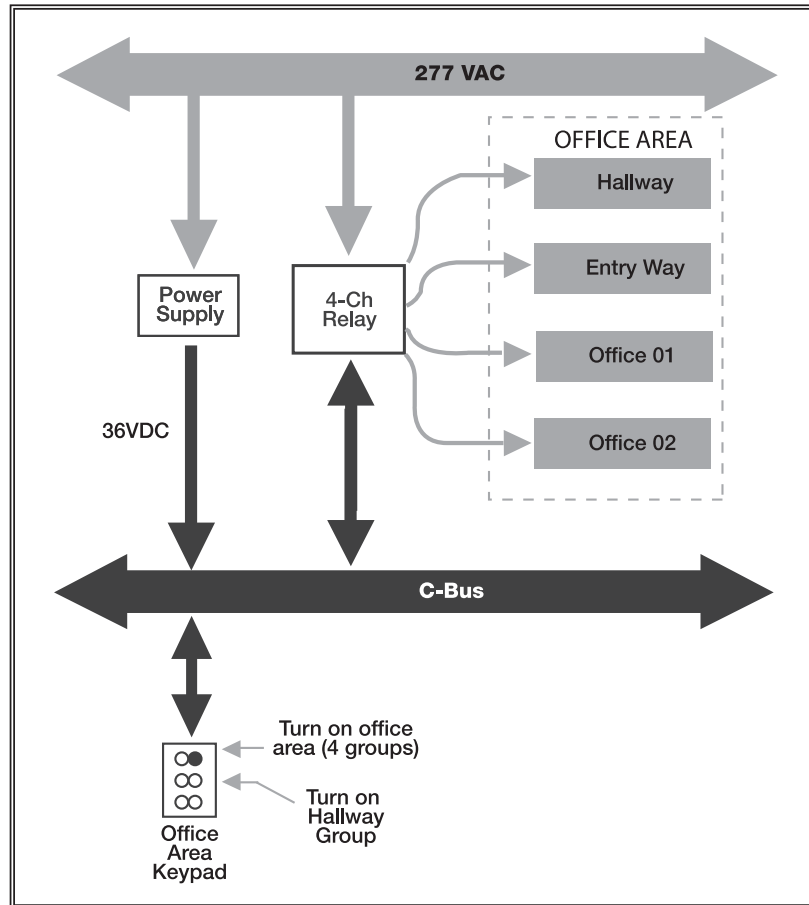 277 VAC
OFFICE AREA
Hallway
Entry Way
Office 01
Office 02
Power
Supply
4-Ch
Relay
36VDC
C-Bus
Turn on office
area (4 groups)
Turn on
Hallway
Group
Office
Area
Keypad